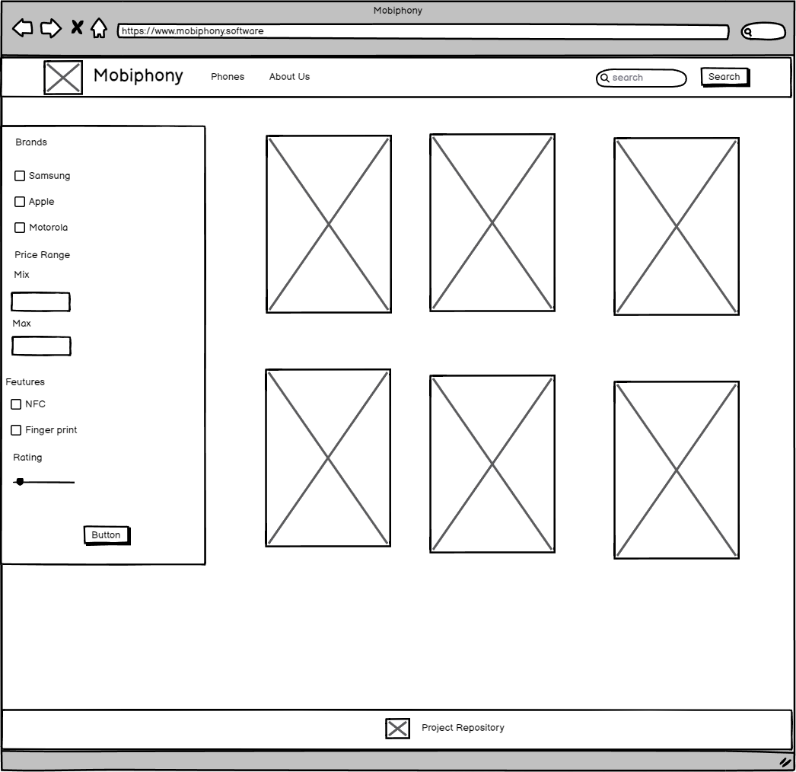 Mobiphony
https://www.mobiphony.software
Mobiphony Phones About Us search Search
Brands
Samsung
Apple
Motorola
Price Range
Mix
Max
Feutures
NFC
Finger print
Rating
Button
Project Repository